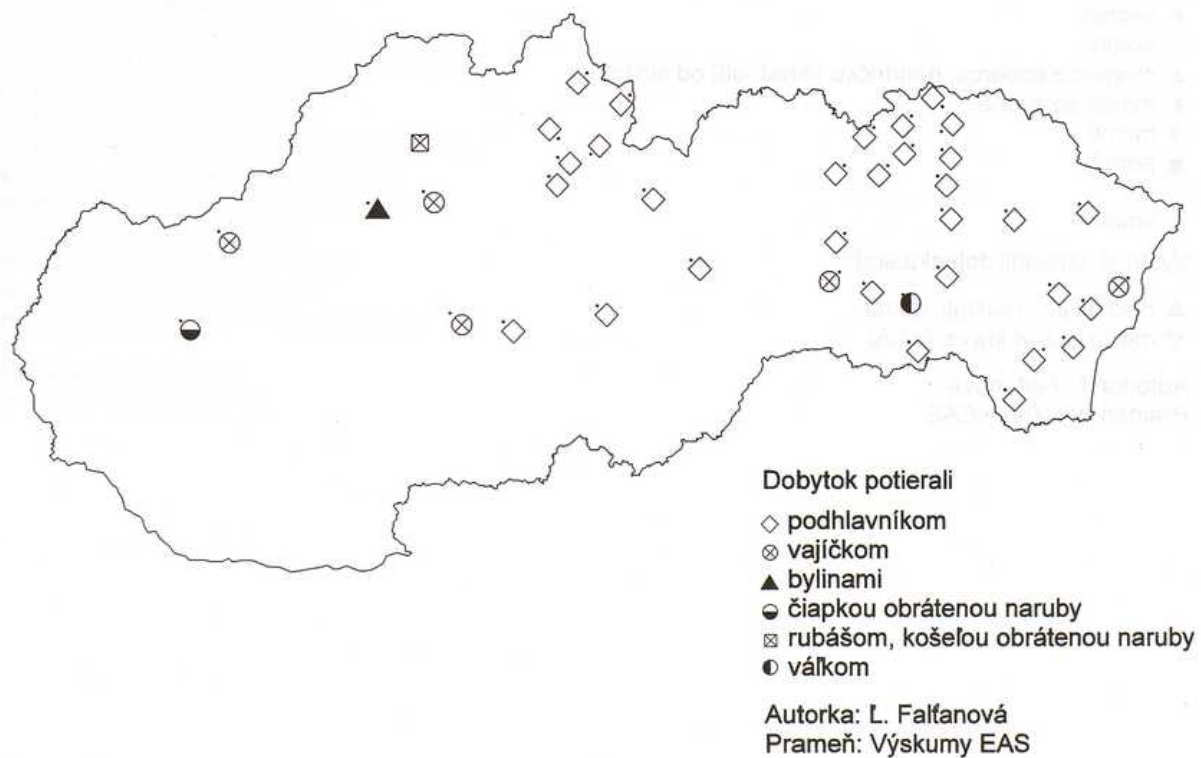 Dobytok potierali
podhlavníkom
vajíčkom
bylinami
čiapkou obrátenou naruby
rubášom, košeľou obrátenou naruby
váľkom
Autorka: Ľ. Falťanová
Prameň: Výskumy EAS